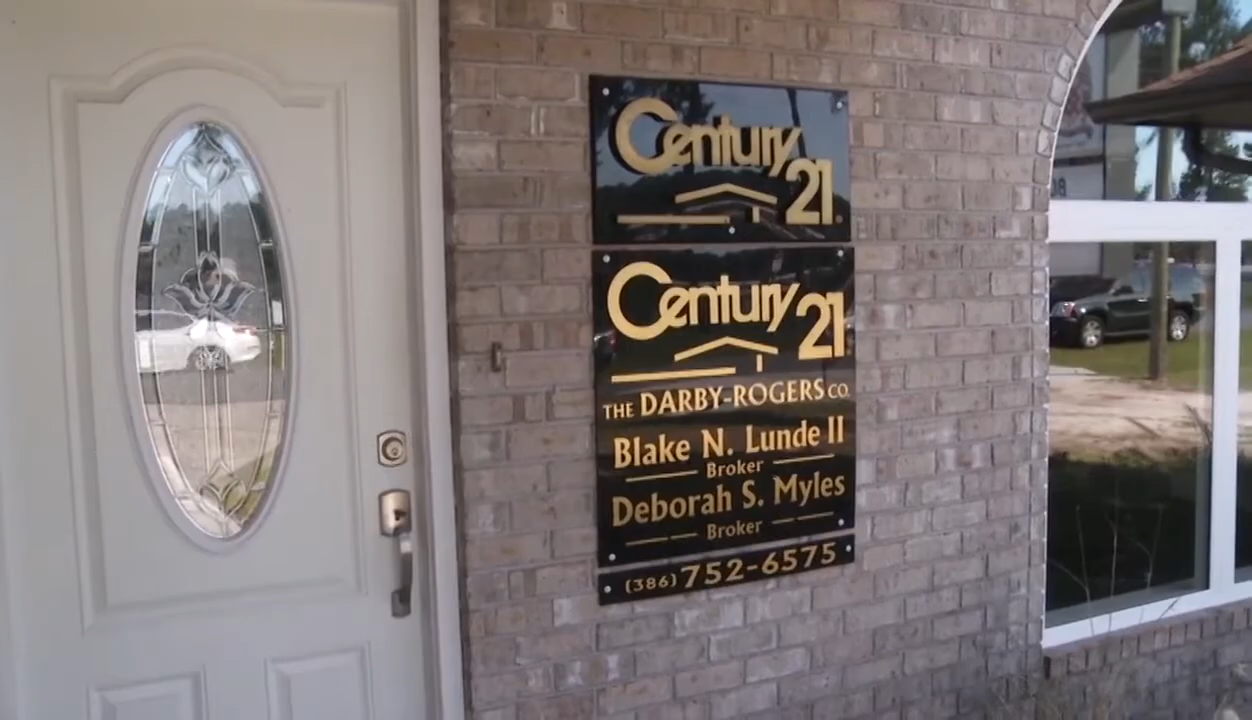 Century
21
Century
21
THE DARBY-ROGERS CO.
Blake N. Lunde II
Broker
Deborah S. Myles
Broker
(386) 752-6575